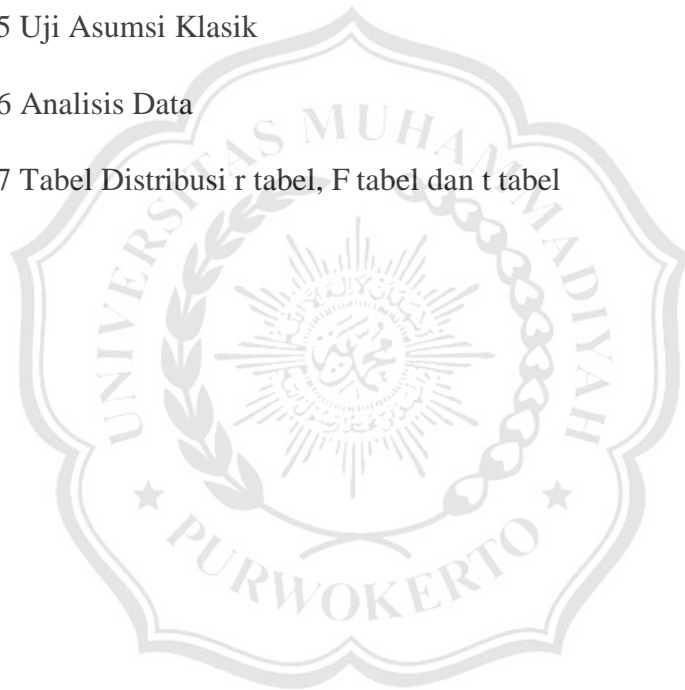 5 Uji Asumsi Klasik
6 Analisis Data
7 Tabel Distribusi r tabel, F tabel dan t tabel
UNIVERSITAS MUHAMMADIYAH
PURWOKERTO